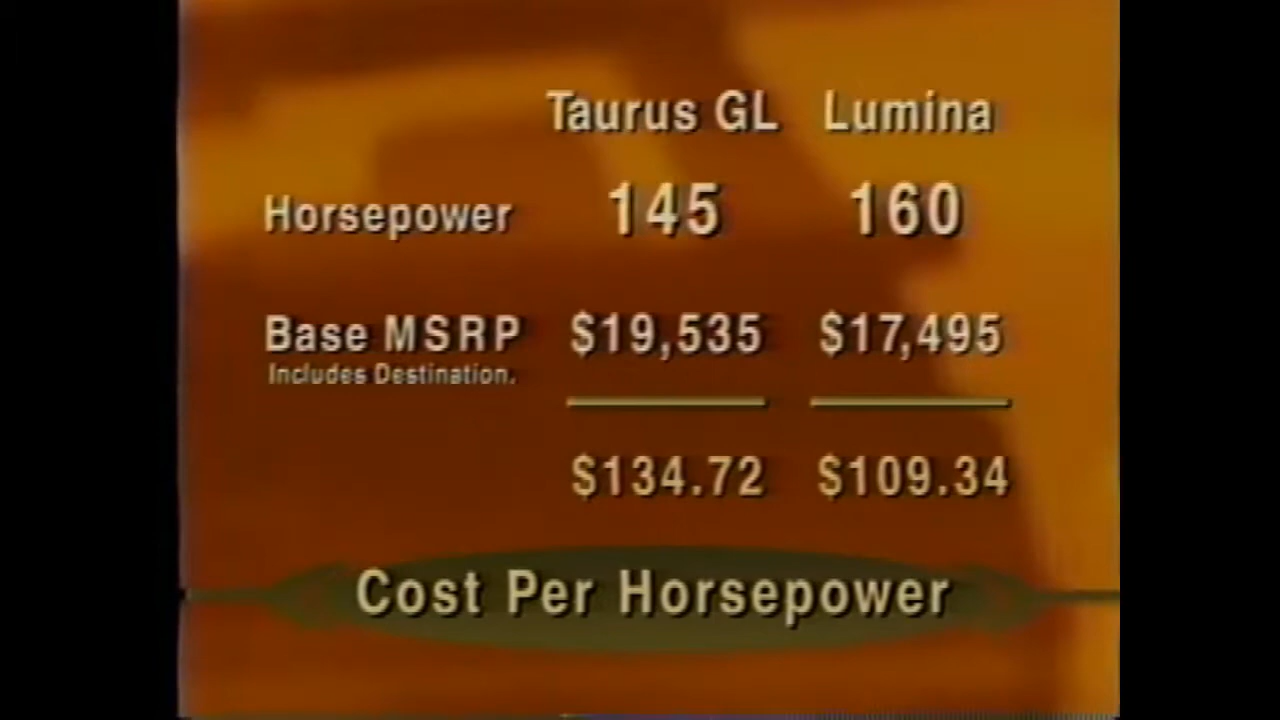 Taurus GL Lumina
Horsepower 145 160
Base MSRP $19,535 $17,495
Includes Destination.
$134.72 $109.34
Cost Per Horsepower